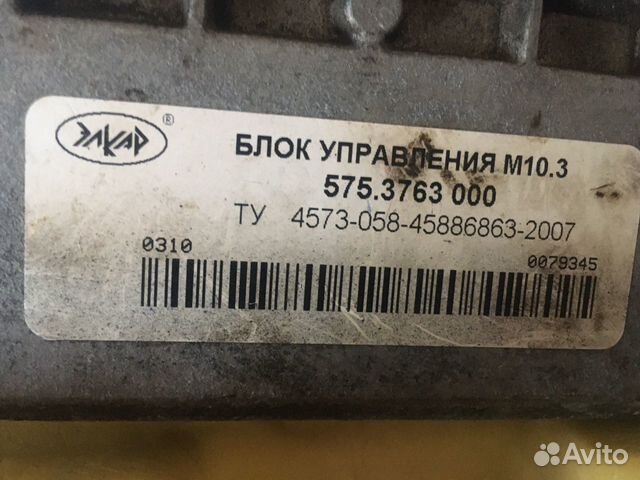 ЭЛКАР ®
БЛОК УПРАВЛЕНИЯ М10.3
575.3763 000
ТУ 4573-058-45886863-2007
0310
0079345
Avito